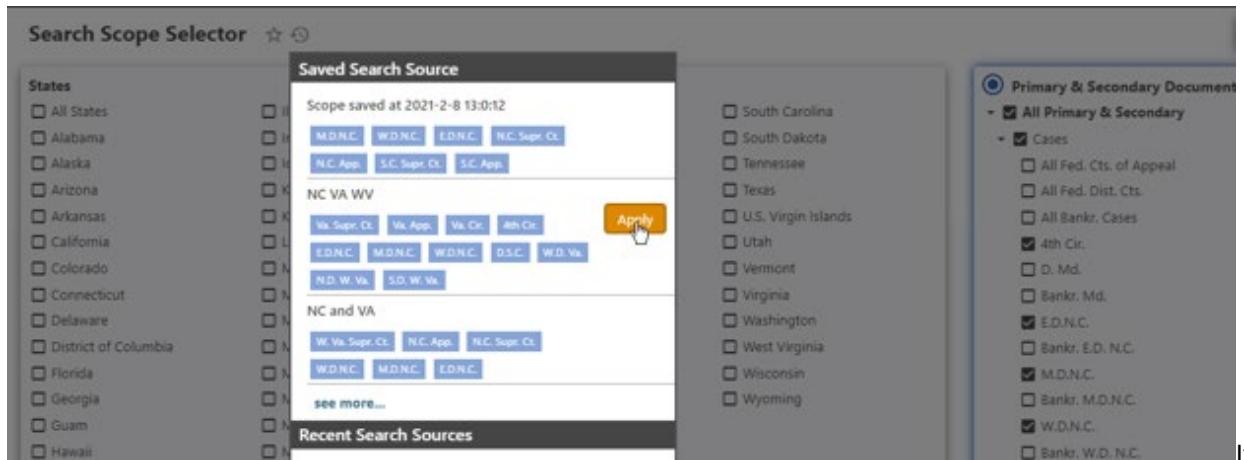 Search Scope Selector
States
All States
Alabama
Alaska
Arizona
Arkansas
California
Colorado
Connecticut
Delaware
District of Columbia
Florida
Georgia
Guam
Hawaii
Saved Search Source
Scope saved at 2021-2-8 13:0:12
M.D.N.C. W.D.N.C. E.D.N.C. N.C. Supr. Ct.
N.C. App. S.C. Supr. Ct. S.C. App.
NC VA WV
Apply
Va. Supr. Ct. Va. App. Va. Cir. 4th Cir.
E.D.N.C. M.D.N.C. W.D.N.C. D.S.C. W.D. Va.
N.D. W. Va. S.D. W. Va.
NC and VA
W. Va. Supr. Ct. N.C. App. N.C. Supr. Ct.
W.D.N.C. M.D.N.C. E.D.N.C.
see more...
Recent Search Sources
South Carolina
South Dakota
Tennessee
Texas
U.S. Virgin Islands
Utah
Vermont
Virginia
Washington
West Virginia
Wisconsin
Wyoming
Primary & Secondary Document
All Primary & Secondary
Cases
All Fed. Cts. of Appeal
All Fed. Dist. Cts.
All Bankr. Cases
4th Cir.
D. Md.
Bankr. Md.
E.D.N.C.
Bankr. E.D. N.C.
M.D.N.C.
Bankr. M.D.N.C.
W.D.N.C.
Bankr. W.D. N.C.